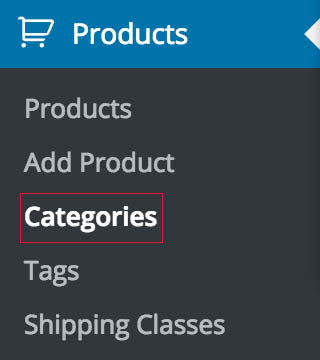 Products
Products
Add Product
Categories
Tags
Shipping Classes